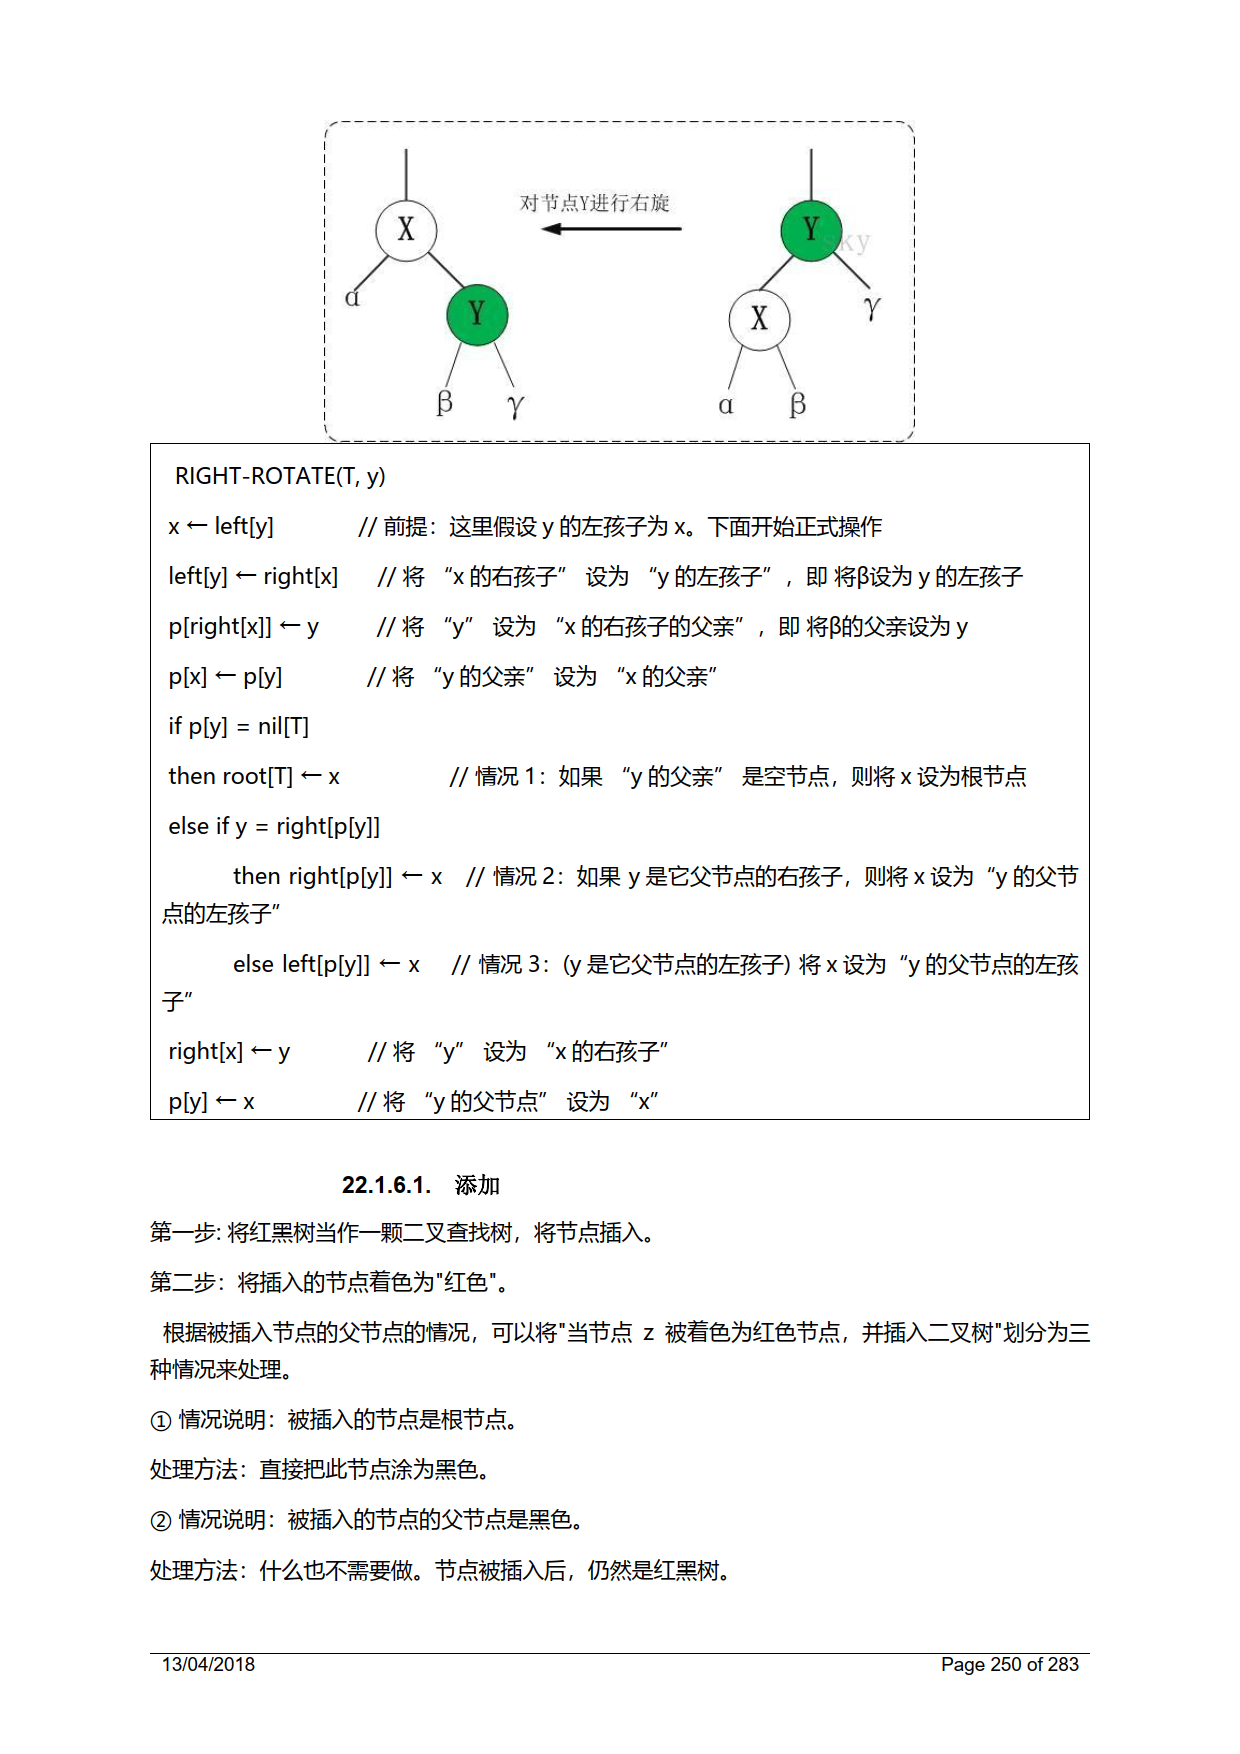 对节点Y进行右旋
X
Y
sky
α
Y
X
γ
β
γ
α
β
RIGHT-ROTATE(T, y)
x ← left[y] // 前提：这里假设 y 的左孩子为 x。下面开始正式操作
left[y] ← right[x] // 将 “x 的右孩子” 设为 “y 的左孩子”，即 将β设为 y 的左孩子
p[right[x]] ← y // 将 “y” 设为 “x 的右孩子的父亲”，即 将β的父亲设为 y
p[x] ← p[y] // 将 “y 的父亲” 设为 “x 的父亲”
if p[y] = nil[T]
then root[T] ← x // 情况 1：如果 “y 的父亲” 是空节点，则将 x 设为根节点
else if y = right[p[y]]
then right[p[y]] ← x // 情况 2：如果 y 是它父节点的右孩子，则将 x 设为“y 的父节
点的左孩子”
else left[p[y]] ← x // 情况 3：(y 是它父节点的左孩子) 将 x 设为“y 的父节点的左孩
子”
right[x] ← y // 将 “y” 设为 “x 的右孩子”
p[y] ← x // 将 “y 的父节点” 设为 “x”
22.1.6.1. 添加
第一步: 将红黑树当作一颗二叉查找树，将节点插入。
第二步：将插入的节点着色为"红色"。
根据被插入节点的父节点的情况，可以将"当节点 z 被着色为红色节点，并插入二叉树"划分为三
种情况来处理。
① 情况说明：被插入的节点是根节点。
处理方法：直接把此节点涂为黑色。
② 情况说明：被插入的节点的父节点是黑色。
处理方法：什么也不需要做。节点被插入后，仍然是红黑树。
13/04/2018 Page 250 of 283